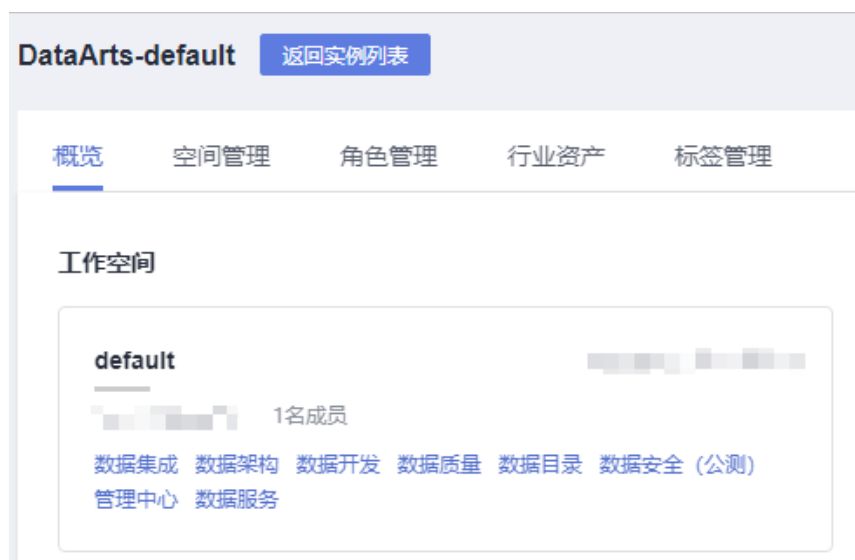 DataArts-default 返回实例列表
概览 空间管理 角色管理 行业资产 标签管理
工作空间
default
1名成员
数据集成 数据架构 数据开发 数据质量 数据目录 数据安全 (公测)
管理中心 数据服务